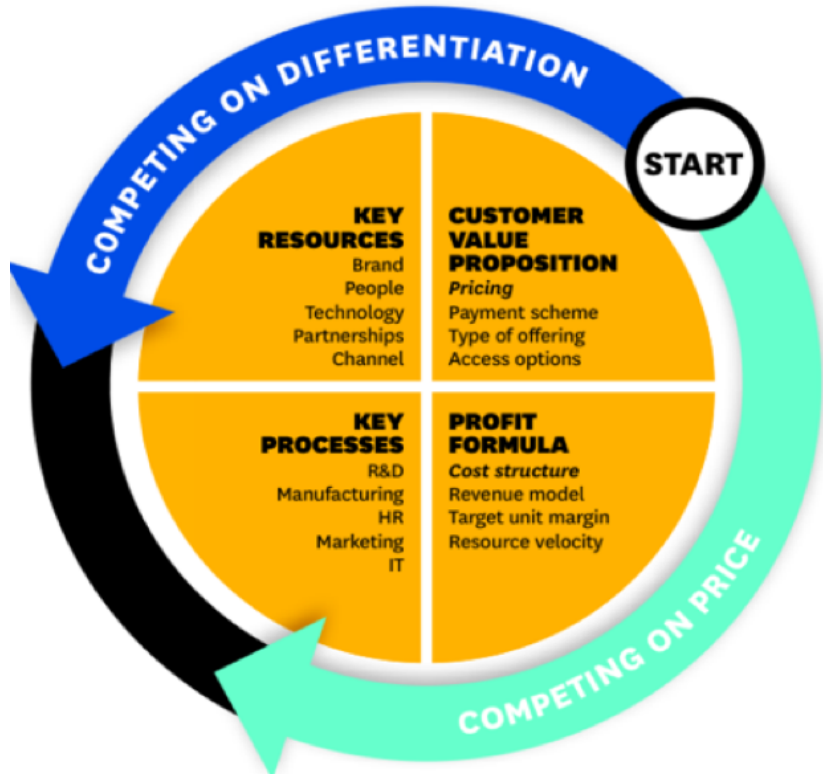 COMPETING ON DIFFERENTIATION
START
KEY
RESOURCES
Brand
People
Technology
Partnerships
Channel
CUSTOMER
VALUE
PROPOSITION
Pricing
Payment scheme
Type of offering
Access options
KEY
PROCESSES
R&D
Manufacturing
HR
Marketing
IT
PROFIT
FORMULA
Cost structure
Revenue model
Target unit margin
Resource velocity
COMPETING ON PRICE